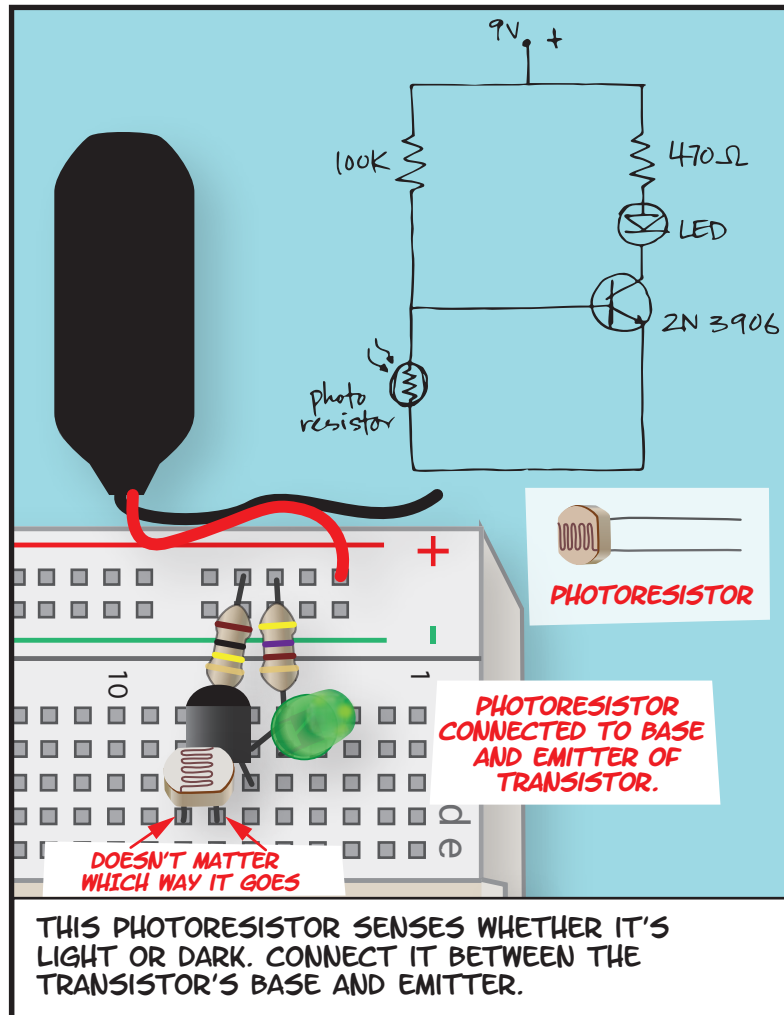 9V +
100K
470Ω
LED
2N 3906
photo
resistor
+
PHOTORESISTOR
-
10
1
PHOTORESISTOR
CONNECTED TO BASE
AND EMITTER OF
TRANSISTOR.
d
e
DOESN'T MATTER
WHICH WAY IT GOES
THIS PHOTORESISTOR SENSES WHETHER IT'S
LIGHT OR DARK. CONNECT IT BETWEEN THE
TRANSISTOR'S BASE AND EMITTER.